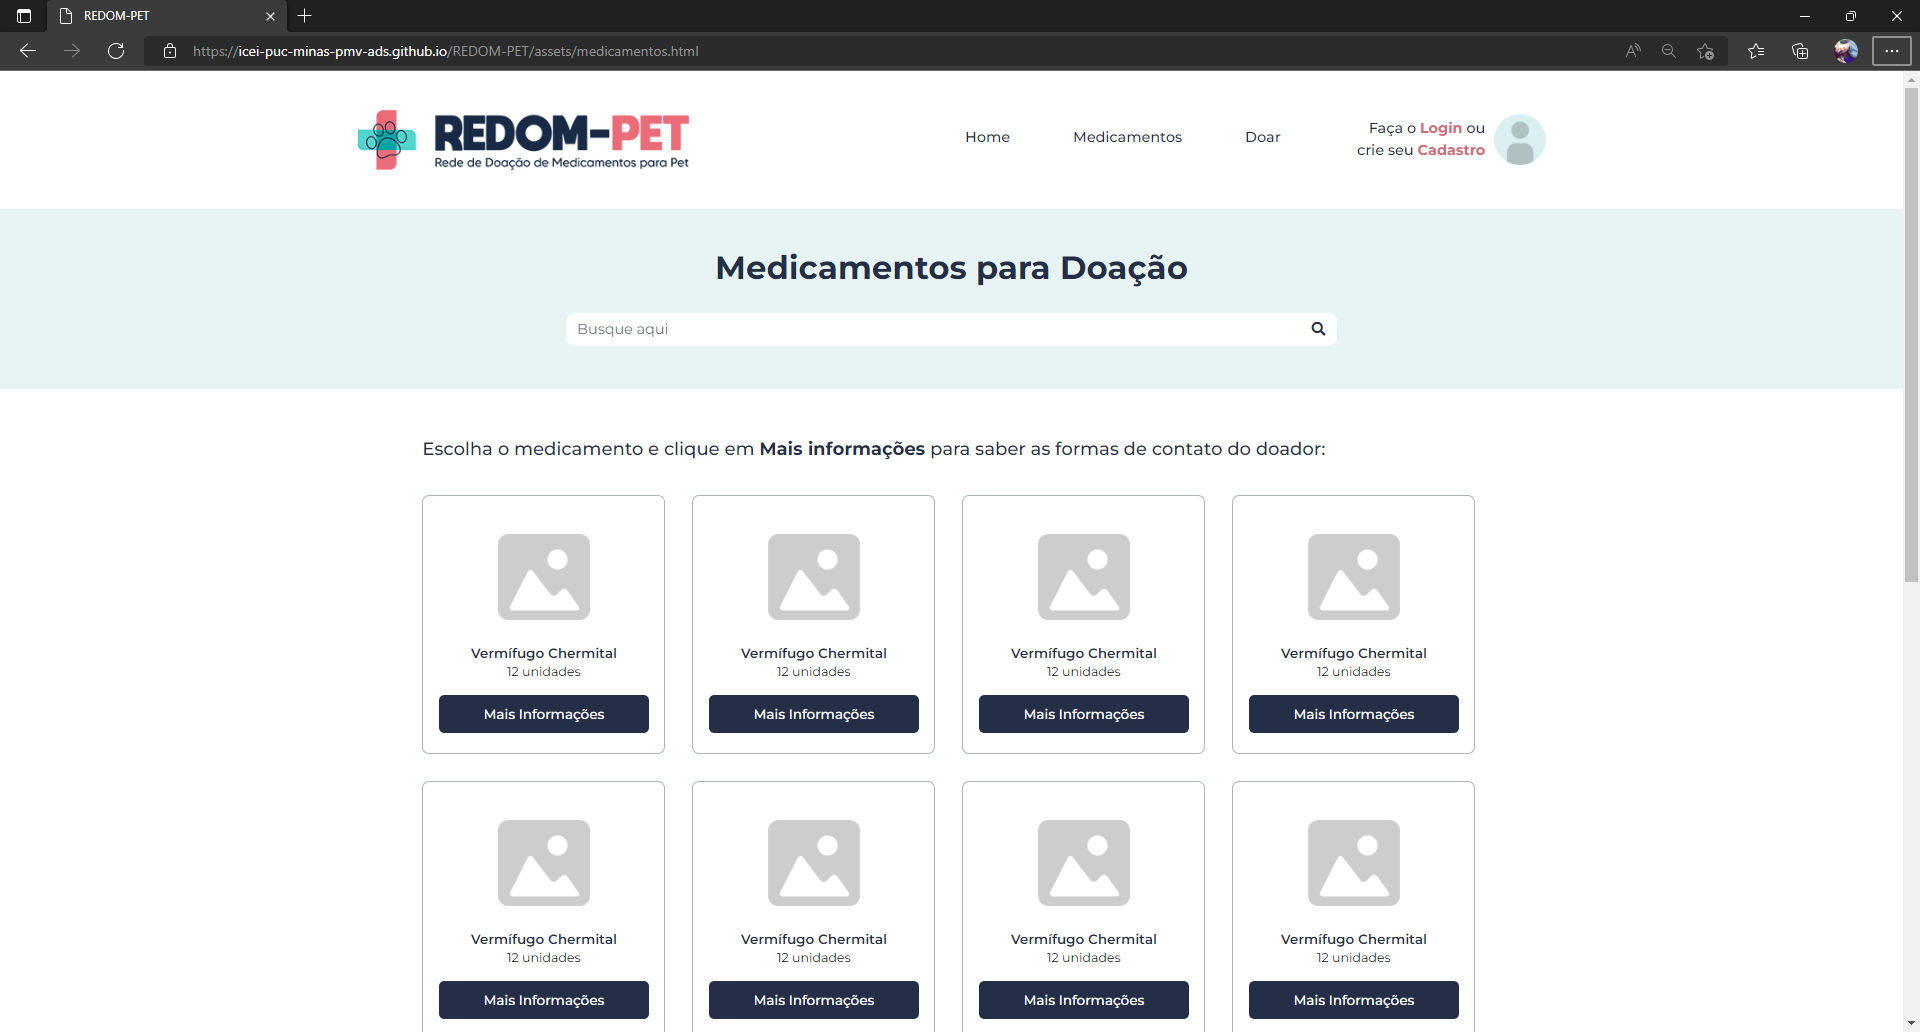 REDOM-PET
https://icei-puc-minas-pmv-ads.github.io/REDOM-PET/assets/medicamentos.html
REDOM-PET
Rede de Doação de Medicamentos para Pet
Home
Medicamentos
Doar
Faça o Login ou
crie seu Cadastro
Medicamentos para Doação
Busque aqui
Escolha o medicamento e clique em Mais informações para saber as formas de contato do doador:
Vermífugo Chermital
12 unidades
Mais Informações
Vermífugo Chermital
12 unidades
Mais Informações
Vermífugo Chermital
12 unidades
Mais Informações
Vermífugo Chermital
12 unidades
Mais Informações
Vermífugo Chermital
12 unidades
Mais Informações
Vermífugo Chermital
12 unidades
Mais Informações
Vermífugo Chermital
12 unidades
Mais Informações
Vermífugo Chermital
12 unidades
Mais Informações